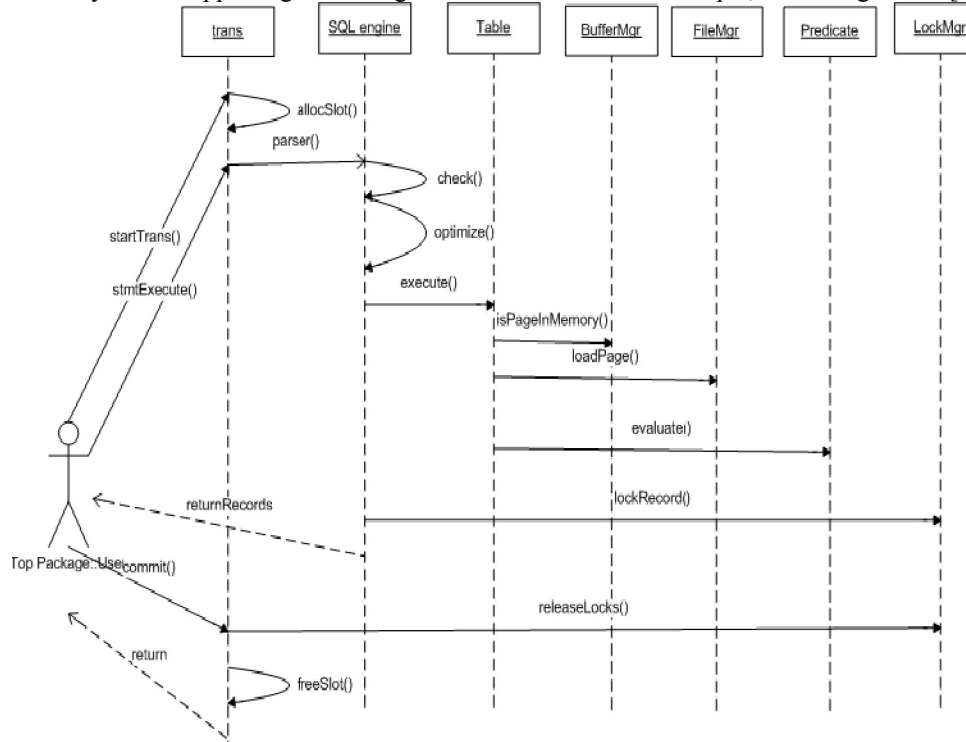 trans
SQL engine
Table
BufferMgr
FileMgr
Predicate
LockMgr
allocSlot()
parser()
check()
optimize()
startTrans()
stmtExecute()
execute()
isPageInMemory()
loadPage()
evaluate()
lockRecord()
returnRecords
Top Package::Use
commit()
releaseLocks()
return
freeSlot()